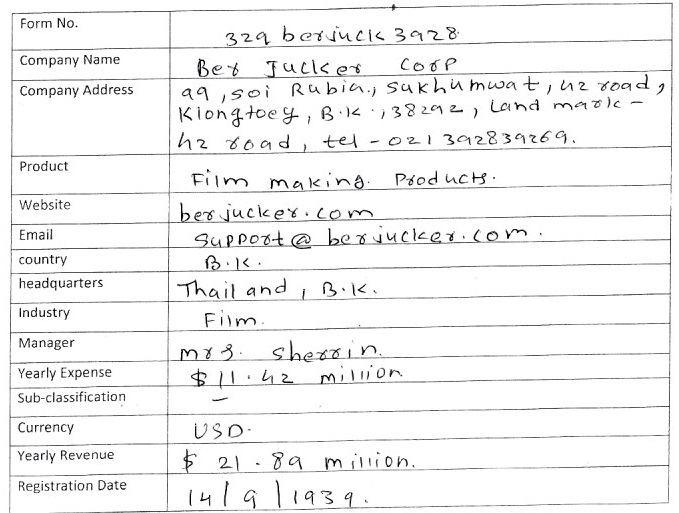 Form No. 329 berjuck 3928
Company Name Ber Jucker Corp
Company Address 99, soi Rubia., sukhumwat, 42 road,
Klongtoey, B.K., 38292, Land mark -
42 road, tel - 021392839269.
Product Film making. Products.
Website berjucker.com
Email support@berjucker.com.
country B.K.
headquarters Thailand, B.K.
Industry Film.
Manager mrs. sherrin.
Yearly Expense $11.42 million
Sub-classification -
Currency USD.
Yearly Revenue $ 21.89 million.
Registration Date 14/9/1939.